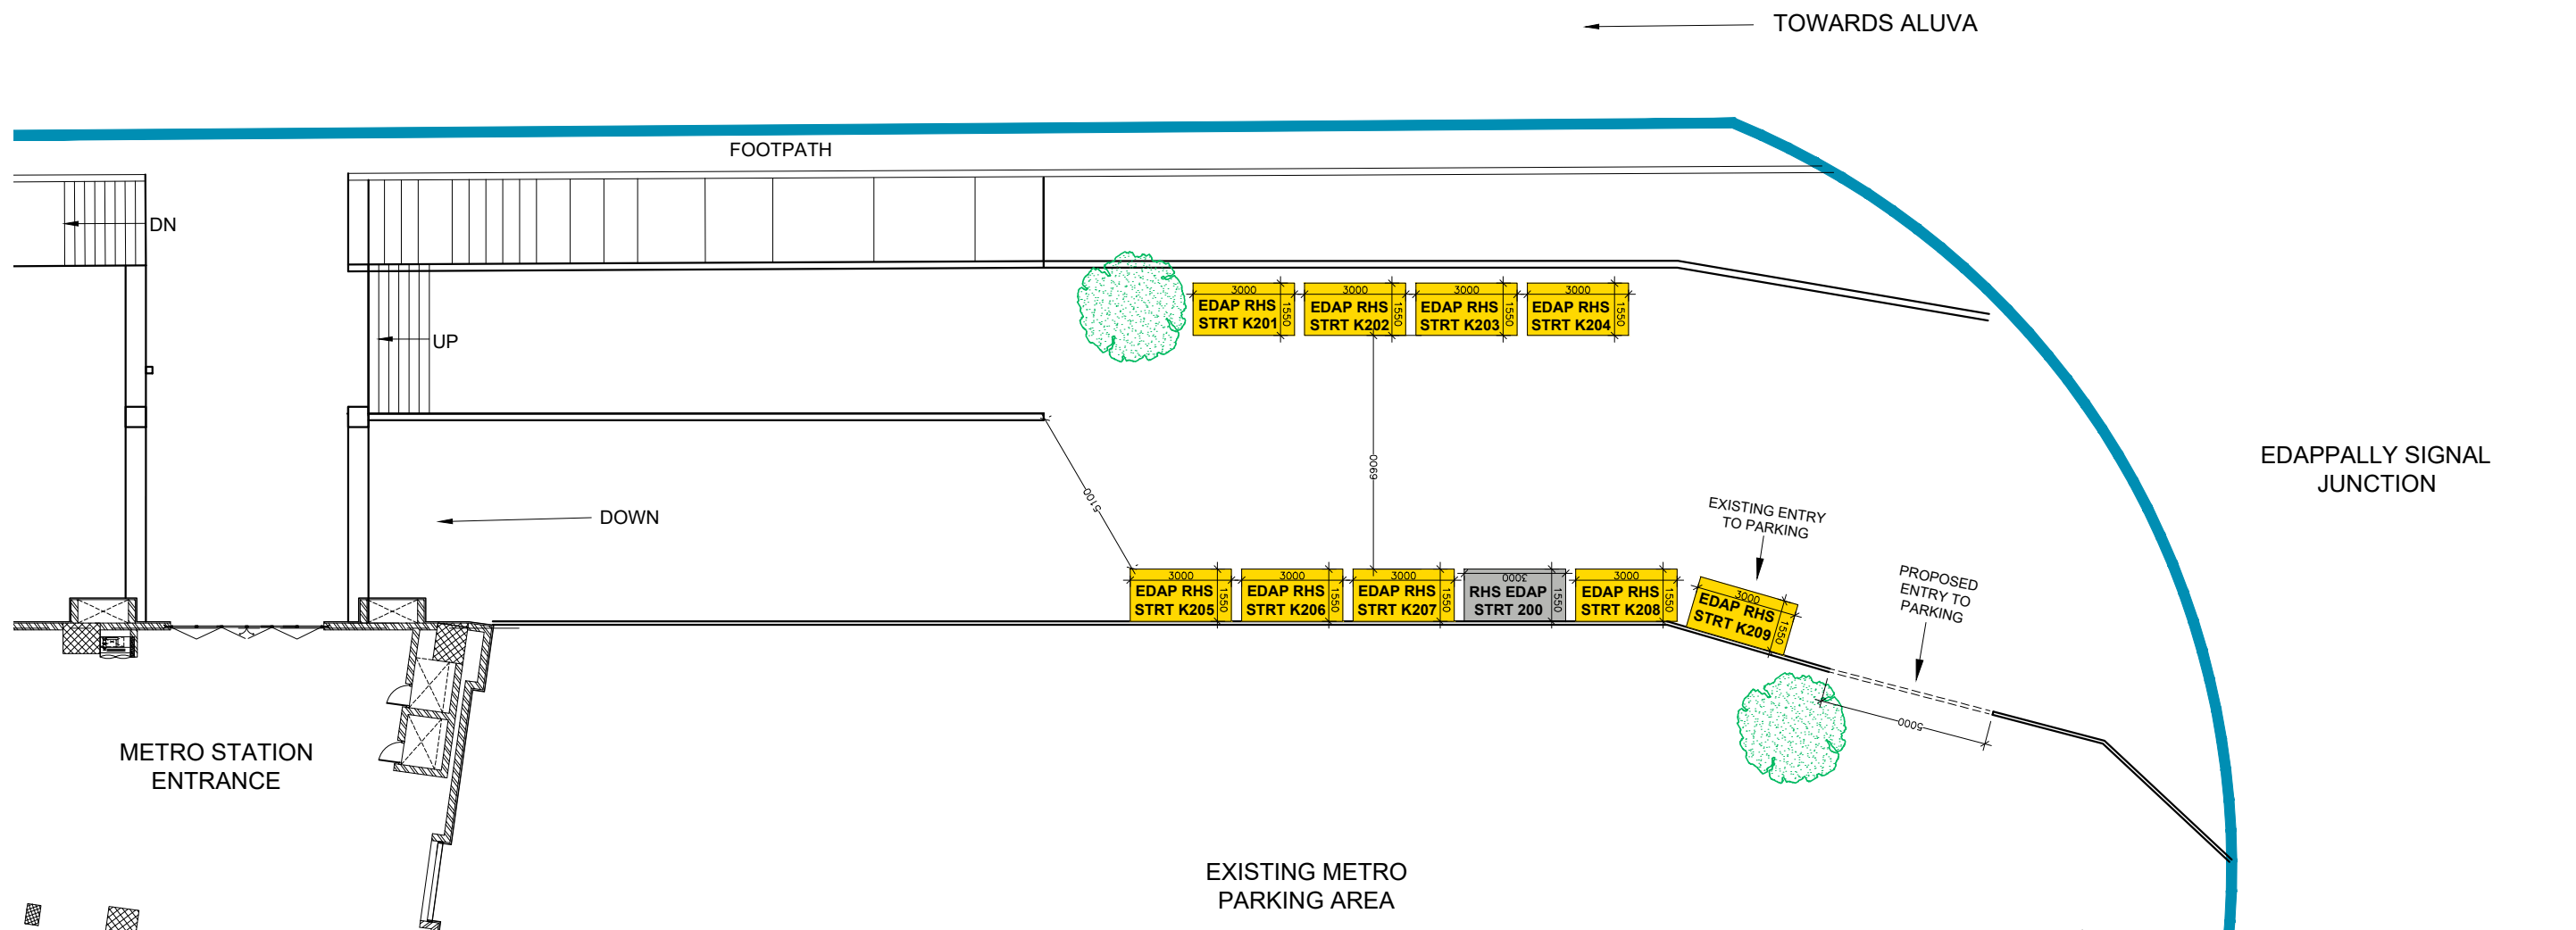 TOWARDS ALUVA
FOOTPATH
DN
UP
3000
EDAP RHS
STRT K201
1550
3000
EDAP RHS
STRT K202
1550
3000
EDAP RHS
STRT K203
1550
3000
EDAP RHS
STRT K204
1550
6900
5100
DOWN
EDAPPALLY SIGNAL
JUNCTION
EXISTING ENTRY
TO PARKING
PROPOSED
ENTRY TO
PARKING
3000
EDAP RHS
STRT K205
1550
3000
EDAP RHS
STRT K206
1550
3000
EDAP RHS
STRT K207
1550
3000
RHS EDAP
STRT 200
1550
3000
EDAP RHS
STRT K208
1550
3000
EDAP RHS
STRT K209
1550
5000
METRO STATION
ENTRANCE
EXISTING METRO
PARKING AREA